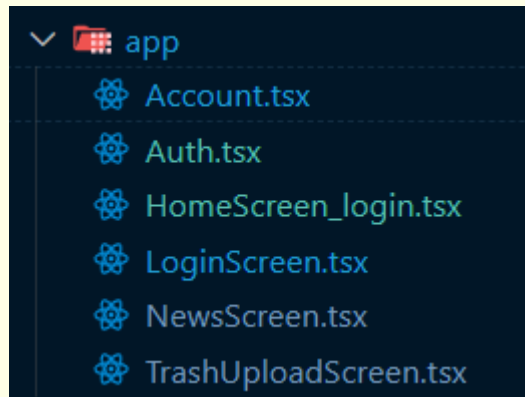 app
Account.tsx
Auth.tsx
HomeScreen_login.tsx
LoginScreen.tsx
NewsScreen.tsx
TrashUploadScreen.tsx